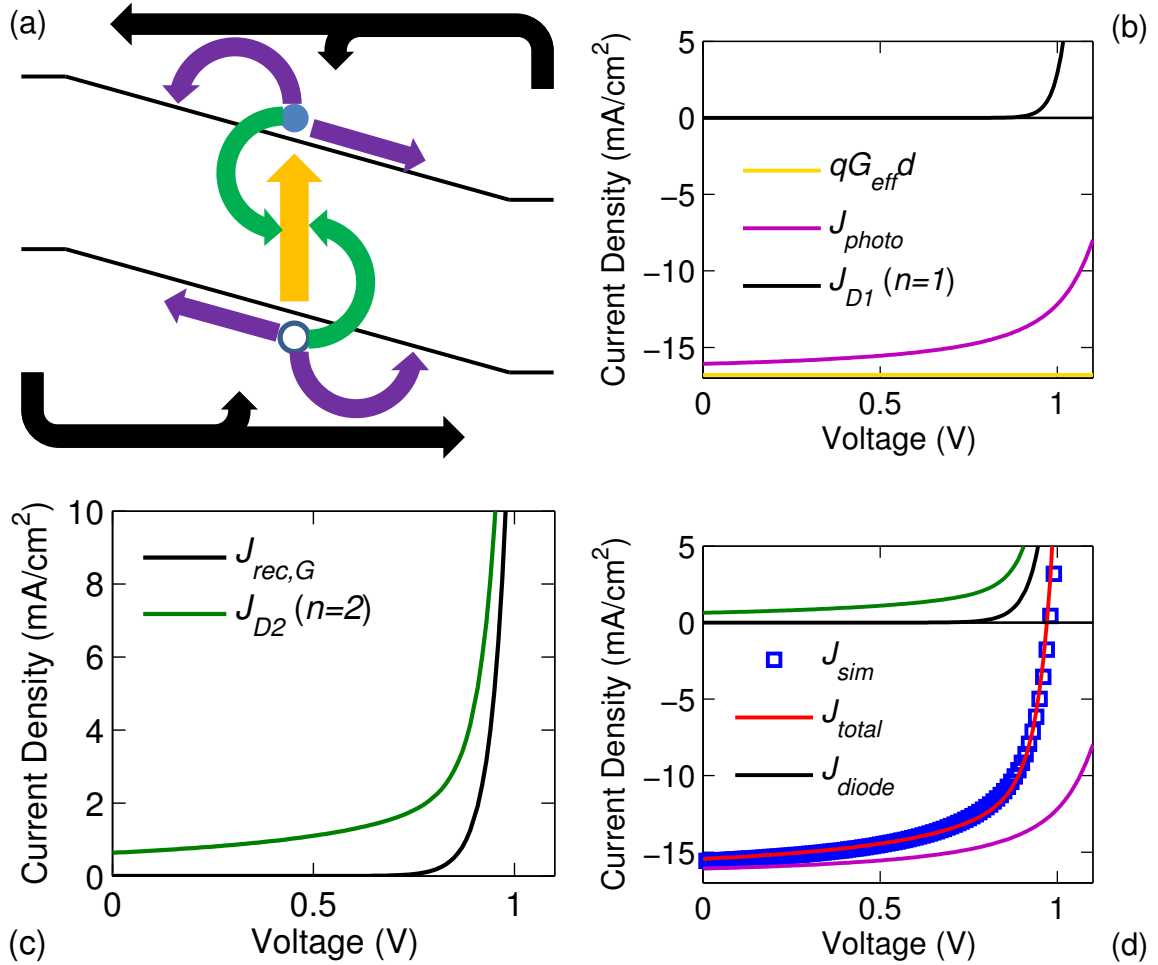 (a)
(b)
Current Density (mA/cm²)
5
0
−5
−10
−15
qG_eff d
J_photo
J_D1 (n=1)
0
0.5
1
Voltage (V)
Current Density (mA/cm²)
10
8
6
4
2
0
J_rec,G
J_D2 (n=2)
0
0.5
1
Voltage (V)
(c)
Current Density (mA/cm²)
5
0
−5
−10
−15
J_sim
J_total
J_diode
0
0.5
1
Voltage (V)
(d)